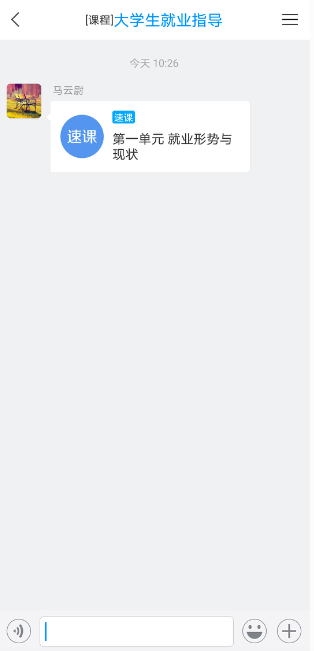 [课程]大学生就业指导
今天 10:26
马云尉
速课
速课
第一单元 就业形势与
现状